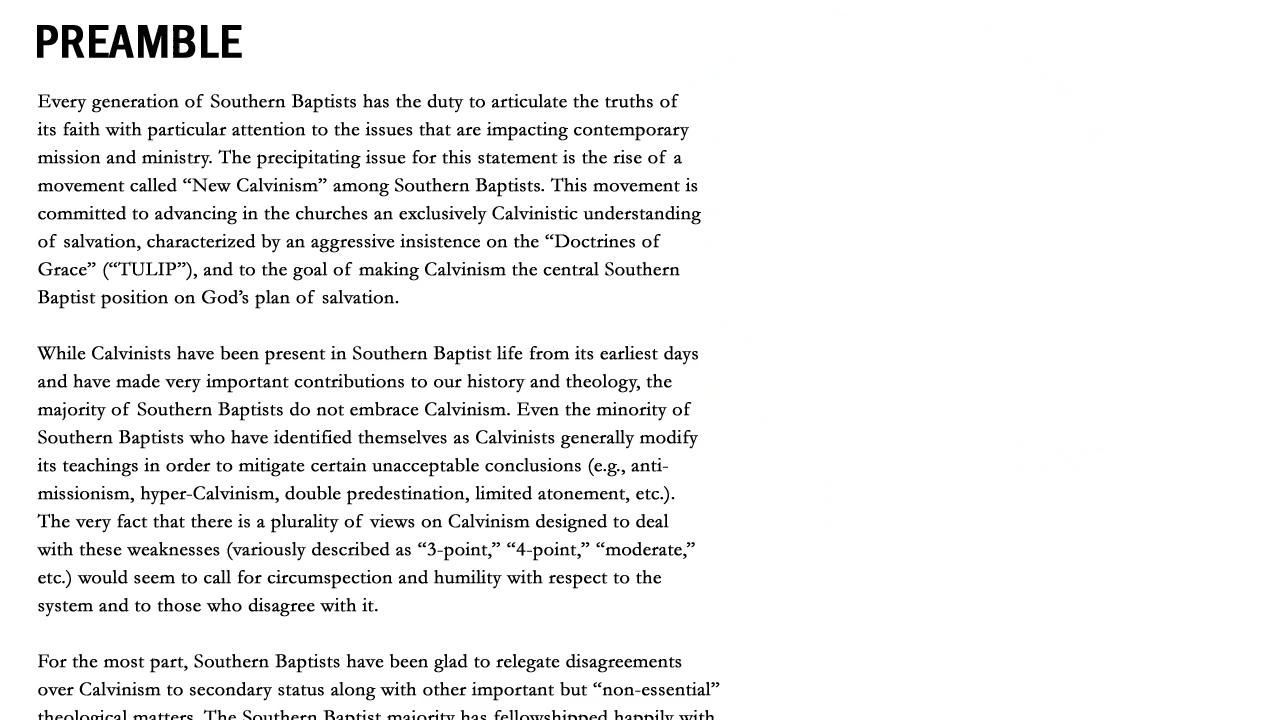 PREAMBLE
Every generation of Southern Baptists has the duty to articulate the truths of
its faith with particular attention to the issues that are impacting contemporary
mission and ministry. The precipitating issue for this statement is the rise of a
movement called “New Calvinism” among Southern Baptists. This movement is
committed to advancing in the churches an exclusively Calvinistic understanding
of salvation, characterized by an aggressive insistence on the “Doctrines of
Grace” (“TULIP”), and to the goal of making Calvinism the central Southern
Baptist position on God’s plan of salvation.
While Calvinists have been present in Southern Baptist life from its earliest days
and have made very important contributions to our history and theology, the
majority of Southern Baptists do not embrace Calvinism. Even the minority of
Southern Baptists who have identified themselves as Calvinists generally modify
its teachings in order to mitigate certain unacceptable conclusions (e.g., anti-
missionism, hyper-Calvinism, double predestination, limited atonement, etc.).
The very fact that there is a plurality of views on Calvinism designed to deal
with these weaknesses (variously described as “3-point,” “4-point,” “moderate,”
etc.) would seem to call for circumspection and humility with respect to the
system and to those who disagree with it.
For the most part, Southern Baptists have been glad to relegate disagreements
over Calvinism to secondary status along with other important but “non-essential”
theological matters. The Southern Baptist majority has fellowshipped happily with